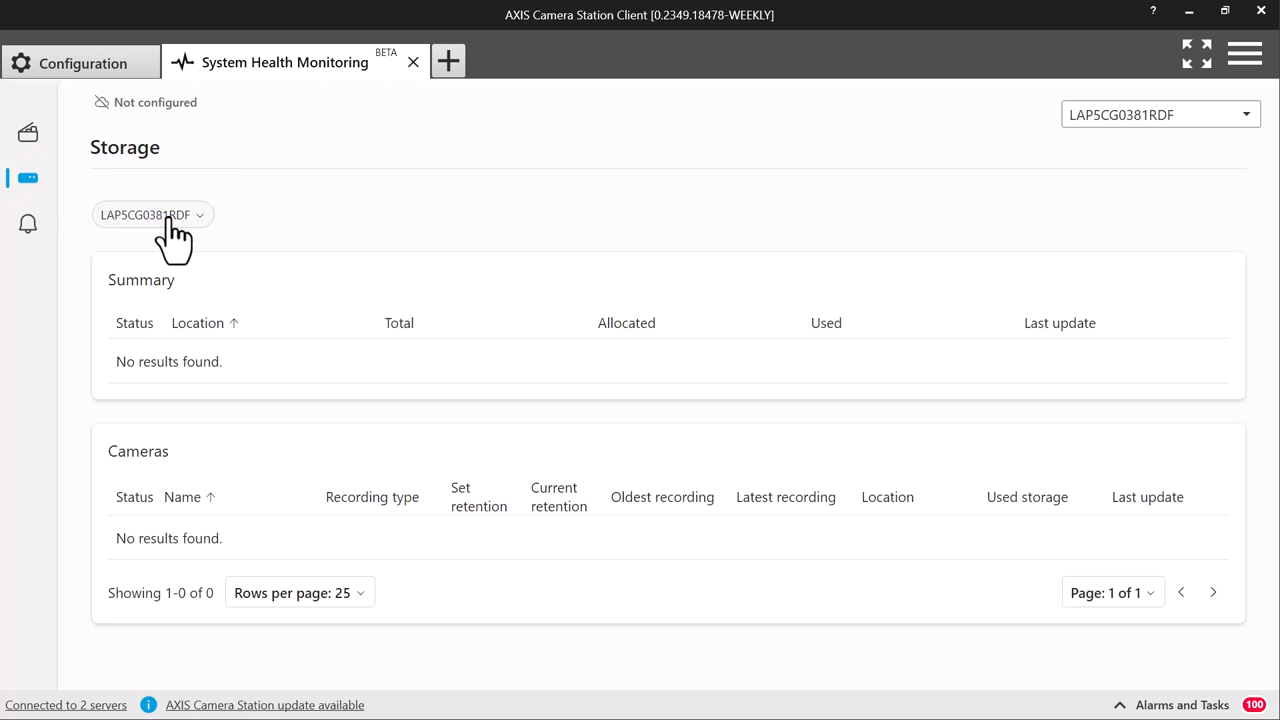 AXIS Camera Station Client [0.2349.18478-WEEKLY]
?
Configuration
System Health Monitoring BETA
Not configured
LAP5CG0381RDF
Storage
LAP5CG0381RDF
Summary
Status Location Total Allocated Used Last update
No results found.
Cameras
Status Name Recording type Set retention Current retention Oldest recording Latest recording Location Used storage Last update
No results found.
Showing 1-0 of 0 Rows per page: 25 Page: 1 of 1
Connected to 2 servers i AXIS Camera Station update available Alarms and Tasks 100